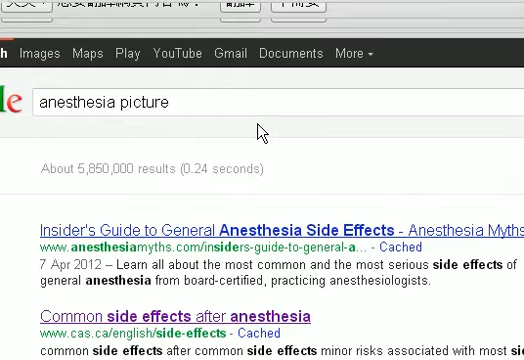 Images Maps Play YouTube Gmail Documents More
anesthesia picture
About 5,850,000 results (0.24 seconds)
Insider's Guide to General Anesthesia Side Effects - Anesthesia Myths
www.anesthesiamyths.com/insiders-guide-to-general-a... - Cached
7 Apr 2012 – Learn all about the most common and the most serious side effects of
general anesthesia from board-certified, practicing anesthesiologists.
Common side effects after anesthesia
www.cas.ca/english/side-effects - Cached
common side effects after common side effects minor risks associated with most